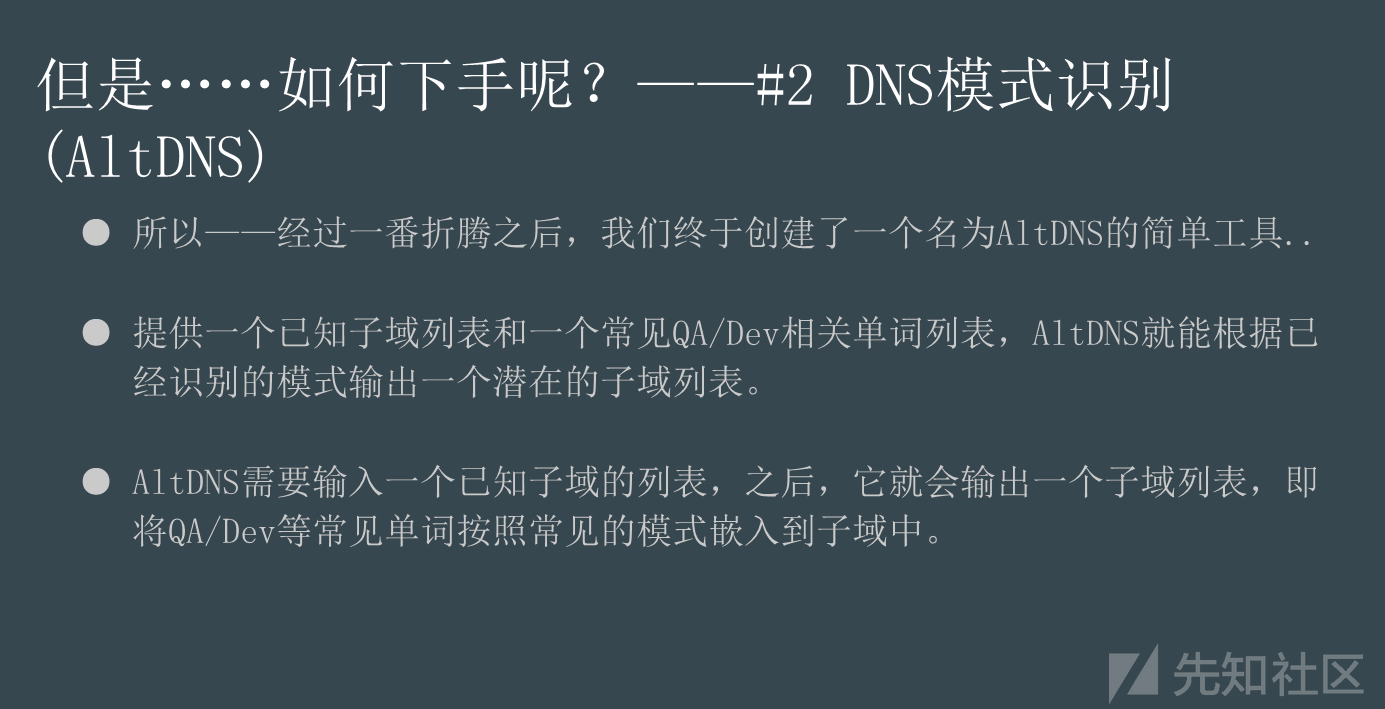 但是……如何下手呢？——#2 DNS模式识别
(AltDNS)
● 所以——经过一番折腾之后，我们终于创建了一个名为AltDNS的简单工具..
● 提供一个已知子域列表和一个常见QA/Dev相关单词列表，AltDNS就能根据已
经识别的模式输出一个潜在的子域列表。
● AltDNS需要输入一个已知子域的列表，之后，它就会输出一个子域列表，即
将QA/Dev等常见单词按照常见的模式嵌入到子域中。
先知社区